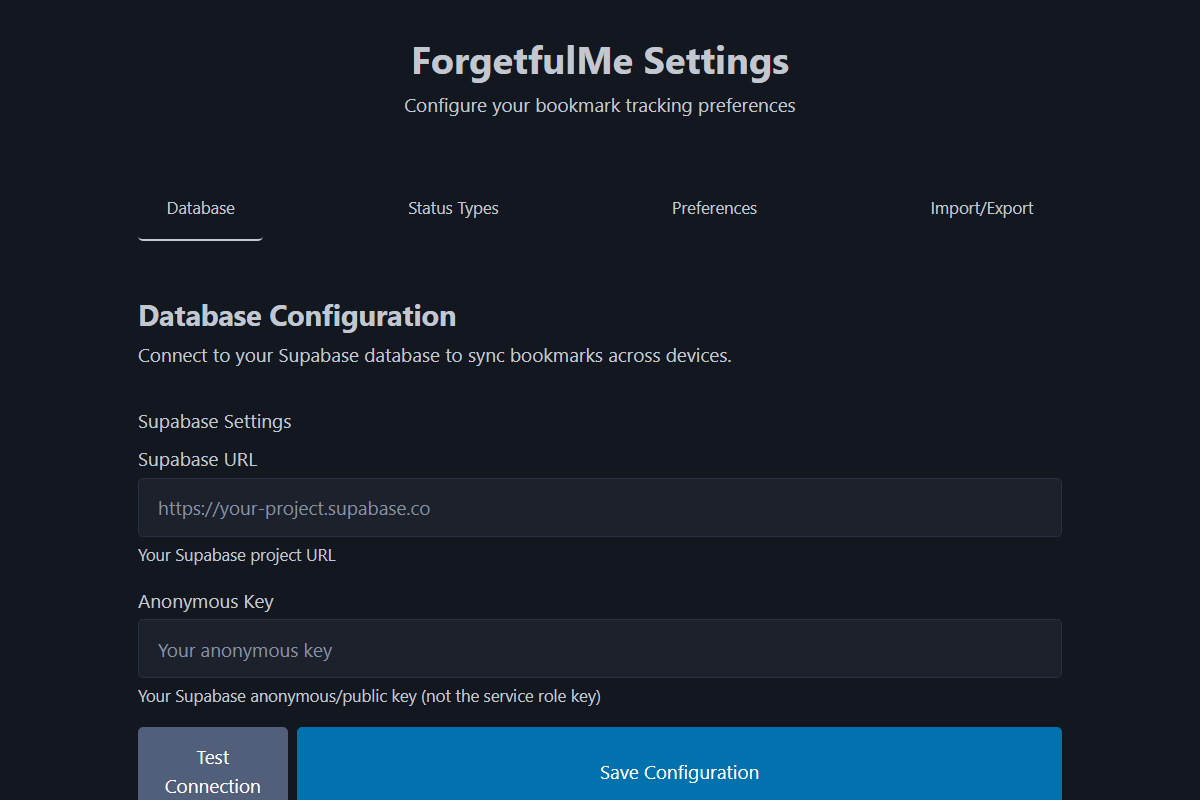 ForgetfulMe Settings
Configure your bookmark tracking preferences
Database
Status Types
Preferences
Import/Export
Database Configuration
Connect to your Supabase database to sync bookmarks across devices.
Supabase Settings
Supabase URL
https://your-project.supabase.co
Your Supabase project URL
Anonymous Key
Your anonymous key
Your Supabase anonymous/public key (not the service role key)
Test
Connection
Save Configuration